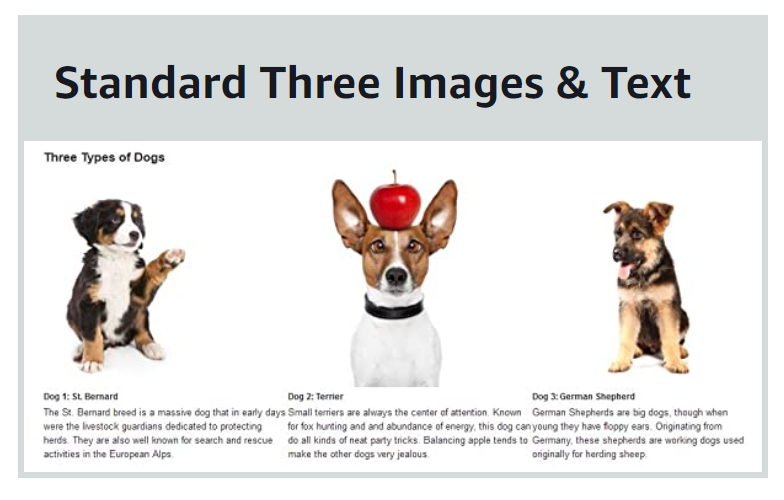 Standard Three Images & Text
Three Types of Dogs
Dog 1: St. Bernard
The St. Bernard breed is a massive dog that in early days
were the livestock guardians dedicated to protecting
herds. They are also well known for search and rescue
activities in the European Alps.
Dog 2: Terrier
Small terriers are always the center of attention. Known
for fox hunting and and abundance of energy, this dog can
do all kinds of neat party tricks. Balancing apple tends to
make the other dogs very jealous.
Dog 3: German Shepherd
German Shepherds are big dogs, though when
young they have floppy ears. Originating from
Germany, these shepherds are working dogs used
originally for herding sheep.